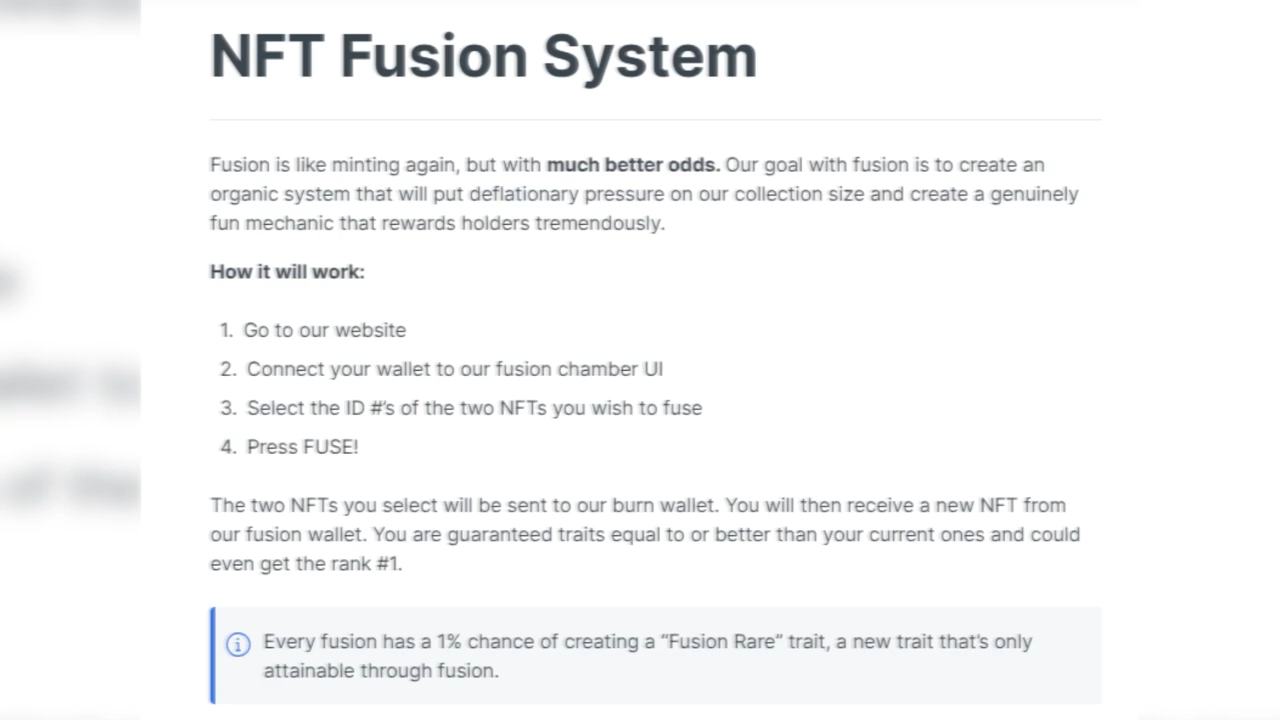 NFT Fusion System
Fusion is like minting again, but with much better odds. Our goal with fusion is to create an
organic system that will put deflationary pressure on our collection size and create a genuinely
fun mechanic that rewards holders tremendously.
How it will work:
1. Go to our website
2. Connect your wallet to our fusion chamber UI
3. Select the ID #'s of the two NFTs you wish to fuse
4. Press FUSE!
The two NFTs you select will be sent to our burn wallet. You will then receive a new NFT from
our fusion wallet. You are guaranteed traits equal to or better than your current ones and could
even get the rank #1.
Every fusion has a 1% chance of creating a “Fusion Rare” trait, a new trait that's only
attainable through fusion.